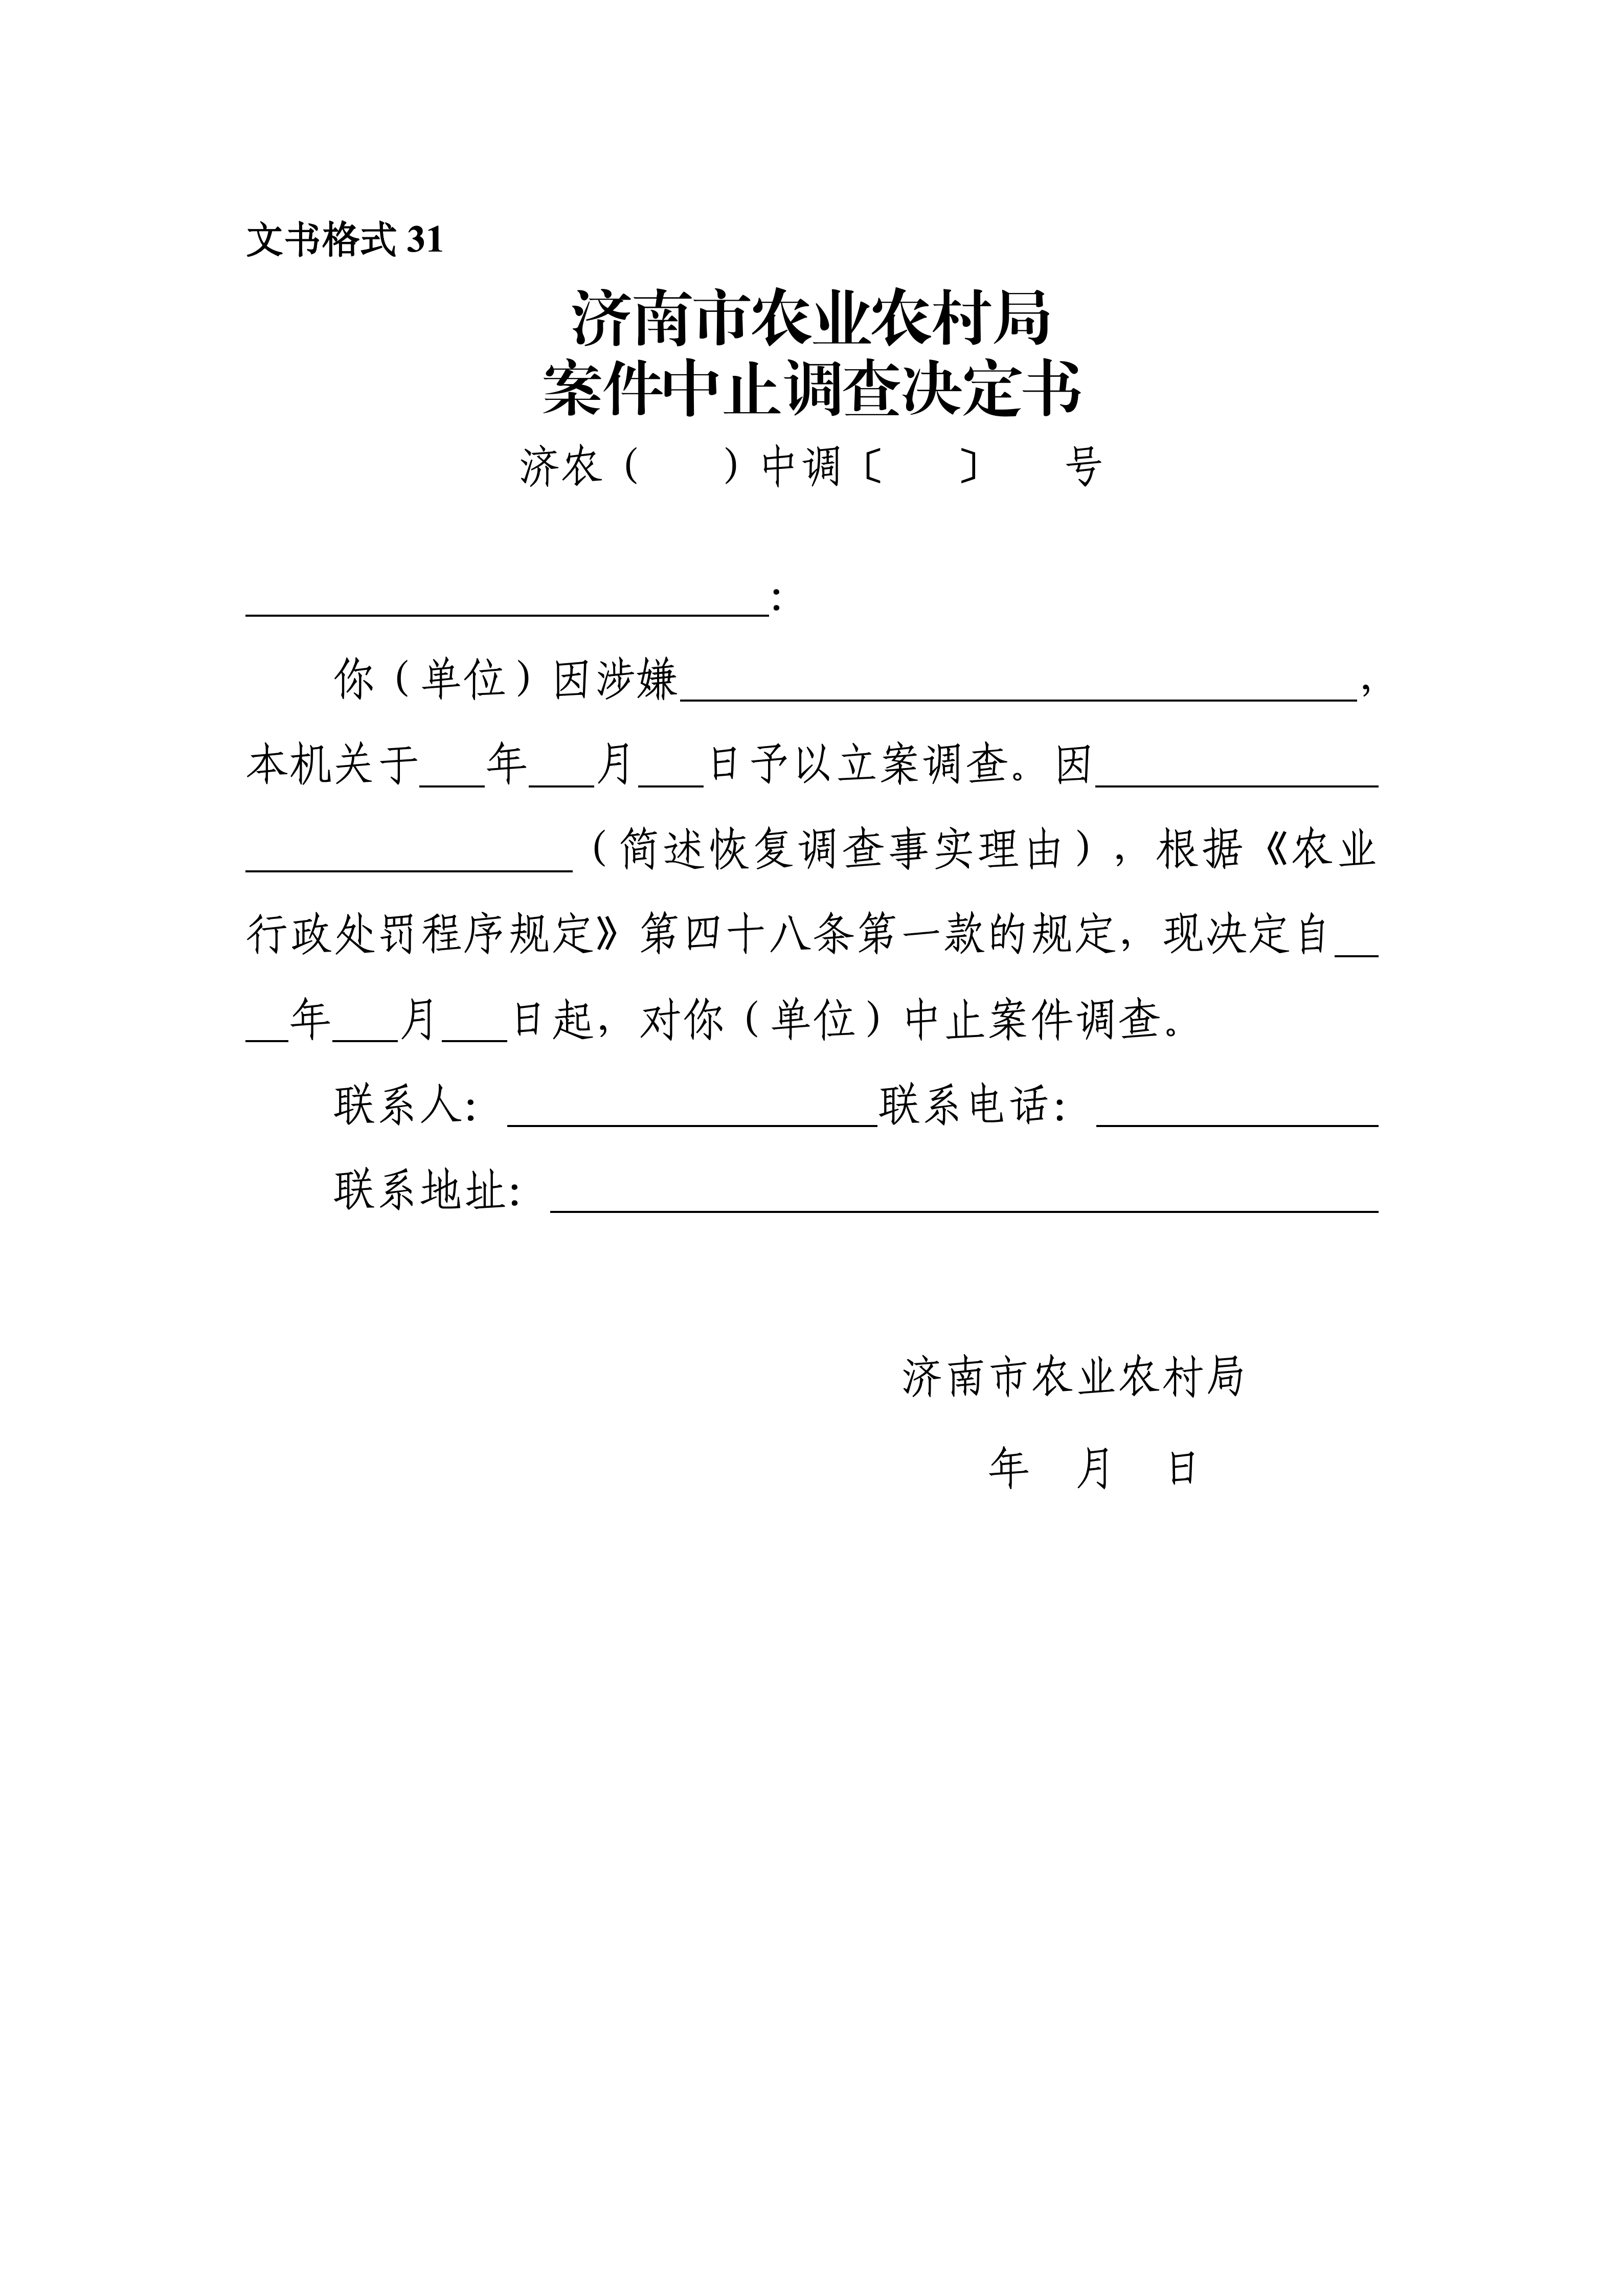 文书格式 31
济南市农业农村局
案件中止调查决定书
济农（　　）中调〔　　〕　　号
________________________：
你（单位）因涉嫌______________________________，
本机关于___年___月___日予以立案调查。因_____________
_______________（简述恢复调查事实理由），根据《农业
行政处罚程序规定》第四十八条第一款的规定，现决定自__
__年___月___日起，对你（单位）中止案件调查。
联系人：_________________联系电话：_____________
联系地址：______________________________________
济南市农业农村局
年　月　日